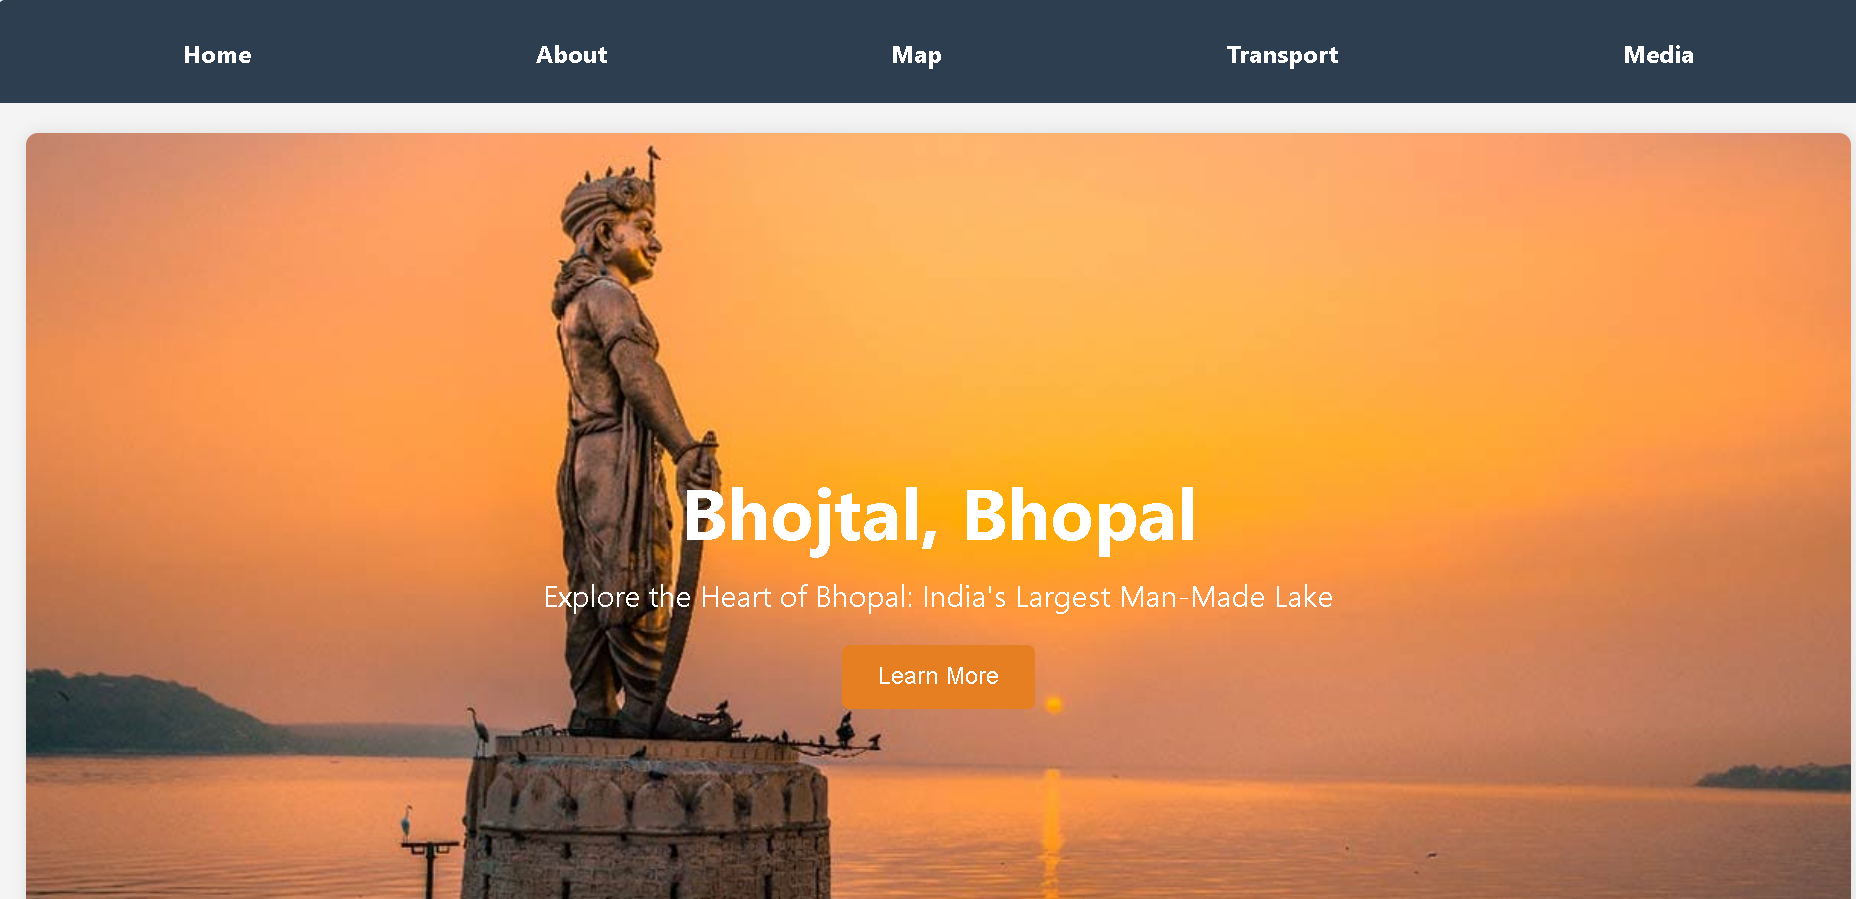 Home About Map Transport Media
Bhojtal, Bhopal
Explore the Heart of Bhopal: India's Largest Man-Made Lake
Learn More